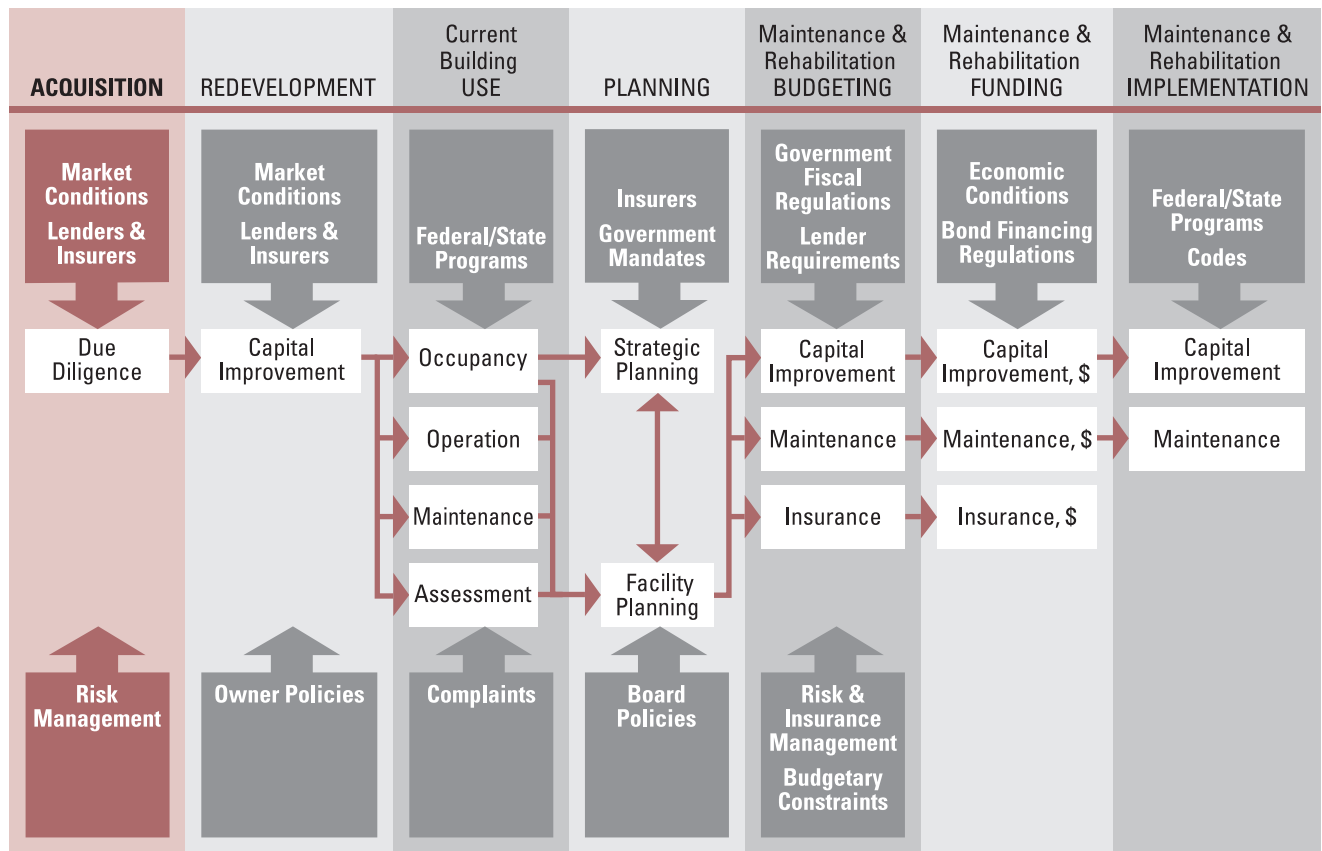 ACQUISITION
REDEVELOPMENT
Current
Building
USE
PLANNING
Maintenance &
Rehabilitation
BUDGETING
Maintenance &
Rehabilitation
FUNDING
Maintenance &
Rehabilitation
IMPLEMENTATION
Market
Conditions
Lenders &
Insurers
Market
Conditions
Lenders &
Insurers
Federal/State
Programs
Insurers
Government
Mandates
Government
Fiscal
Regulations
Lender
Requirements
Economic
Conditions
Bond Financing
Regulations
Federal/State
Programs
Codes
Due
Diligence
Capital
Improvement
Occupancy
Operation
Maintenance
Assessment
Strategic
Planning
Facility
Planning
Capital
Improvement
Maintenance
Insurance
Capital
Improvement, $
Maintenance, $
Insurance, $
Capital
Improvement
Maintenance
Risk
Management
Owner Policies
Complaints
Board
Policies
Risk &
Insurance
Management
Budgetary
Constraints